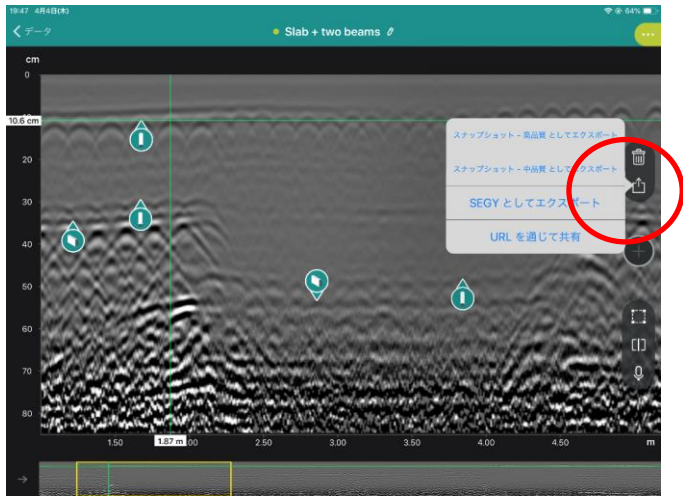 19:47 4月4日(木)
64%
データ
Slab + two beams
cm
0
10.6 cm
20
30
40
50
60
70
80
スナップショット - 高品質 としてエクスポート
スナップショット - 中品質 としてエクスポート
SEGY としてエクスポート
URL を通じて共有
1.50
1.87 m
2.50
3.00
3.50
4.00
4.50
m